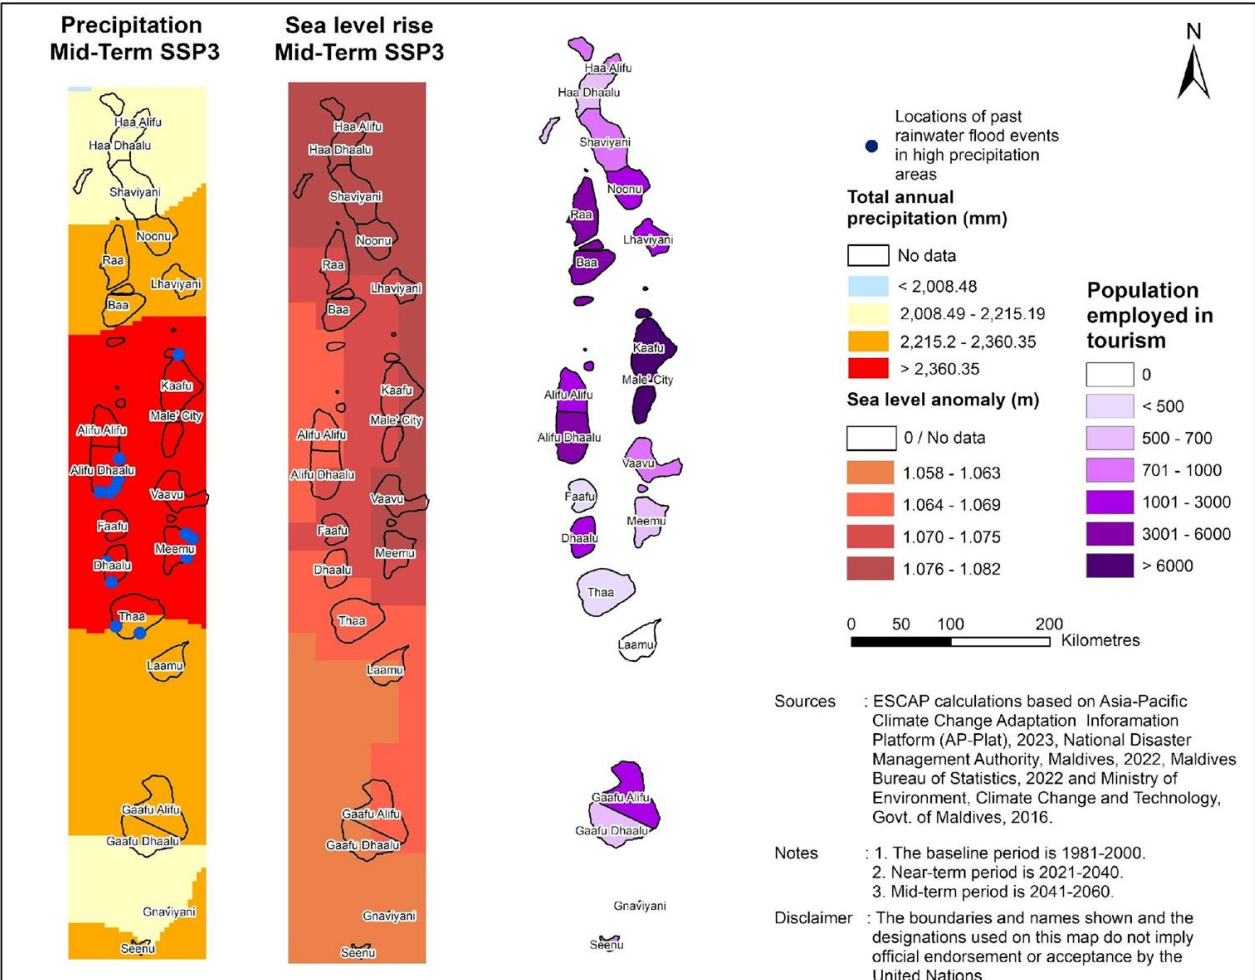 Precipitation
Mid-Term SSP3
Haa Alifu
Haa Dhaalu
Shaviyani
Noonu
Raa
Lhaviyani
Baa
Kaafu
Male' City
Alifu Alifu
Alifu Dhaalu
Vaavu
Faafu
Meemu
Dhaalu
Thaa
Laamu
Gaafu Alifu
Gaafu Dhaalu
Gnaviyani
Seenu
Sea level rise
Mid-Term SSP3
Haa Alifu
Haa Dhaalu
Shaviyani
Noonu
Raa
Lhaviyani
Baa
Kaafu
Male' City
Alifu Alifu
Alifu Dhaalu
Vaavu
Faafu
Meemu
Dhaalu
Thaa
Laamu
Gaafu Alifu
Gaafu Dhaalu
Gnaviyani
Seenu
Haa Alifu
Haa Dhaalu
Shaviyani
Noonu
Raa
Lhaviyani
Baa
Kaafu
Male' City
Alifu Alifu
Alifu Dhaalu
Vaavu
Faafu
Meemu
Dhaalu
Thaa
Laamu
Gaafu Alifu
Gaafu Dhaalu
Gnaviyani
Seenu
N
Locations of past
rainwater flood events
in high precipitation
areas
Total annual
precipitation (mm)
No data
< 2,008.48
2,008.49 - 2,215.19
2,215.2 - 2,360.35
> 2,360.35
Sea level anomaly (m)
0 / No data
1.058 - 1.063
1.064 - 1.069
1.070 - 1.075
1.076 - 1.082
Population
employed in
tourism
0
< 500
500 - 700
701 - 1000
1001 - 3000
3001 - 6000
> 6000
0 50 100 200
Kilometres
Sources : ESCAP calculations based on Asia-Pacific
Climate Change Adaptation Inforamation
Platform (AP-Plat), 2023, National Disaster
Management Authority, Maldives, 2022, Maldives
Bureau of Statistics, 2022 and Ministry of
Environment, Climate Change and Technology,
Govt. of Maldives, 2016.
Notes : 1. The baseline period is 1981-2000.
2. Near-term period is 2021-2040.
3. Mid-term period is 2041-2060.
Disclaimer : The boundaries and names shown and the
designations used on this map do not imply
official endorsement or acceptance by the
United Nations